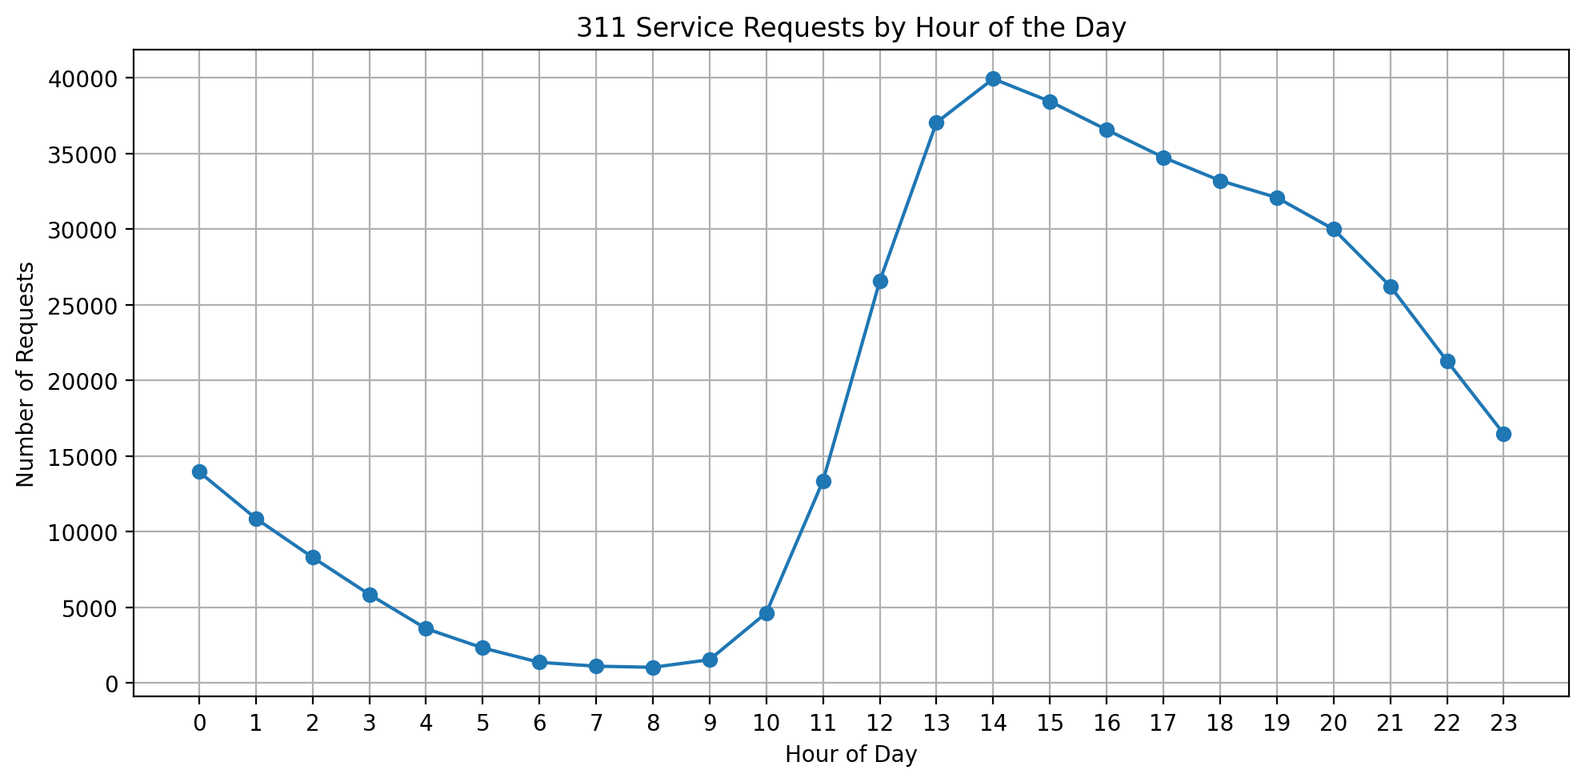 311 Service Requests by Hour of the Day
Number of Requests
40000
35000
30000
25000
20000
15000
10000
5000
0
0 1 2 3 4 5 6 7 8 9 10 11 12 13 14 15 16 17 18 19 20 21 22 23
Hour of Day